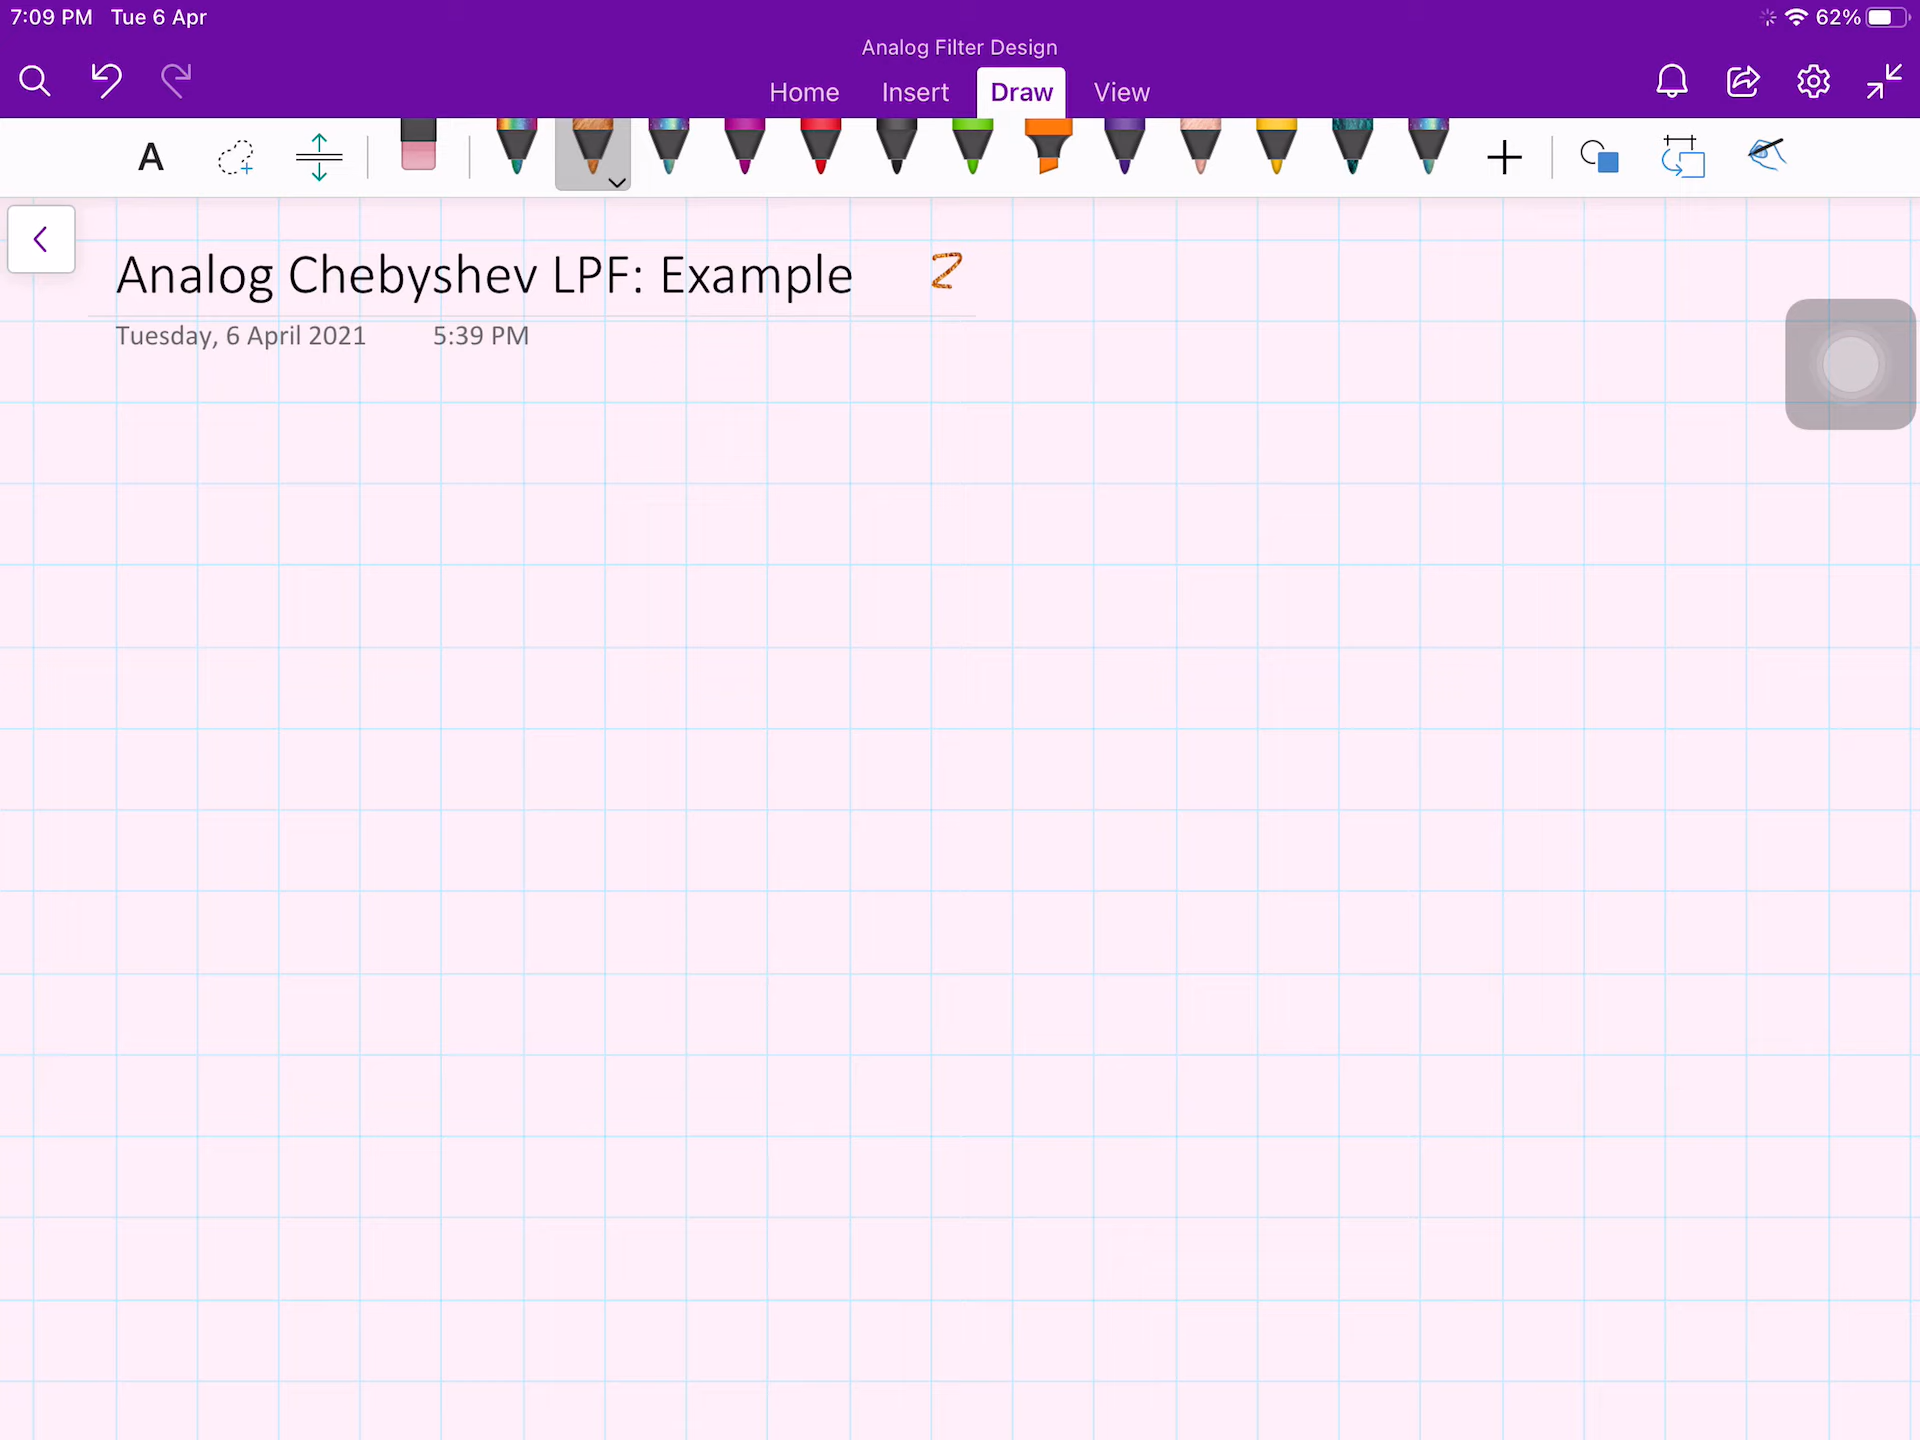 7:09 PM Tue 6 Apr 62%
Analog Filter Design
Home Insert Draw View
A
Analog Chebyshev LPF: Example 2
Tuesday, 6 April 2021 5:39 PM